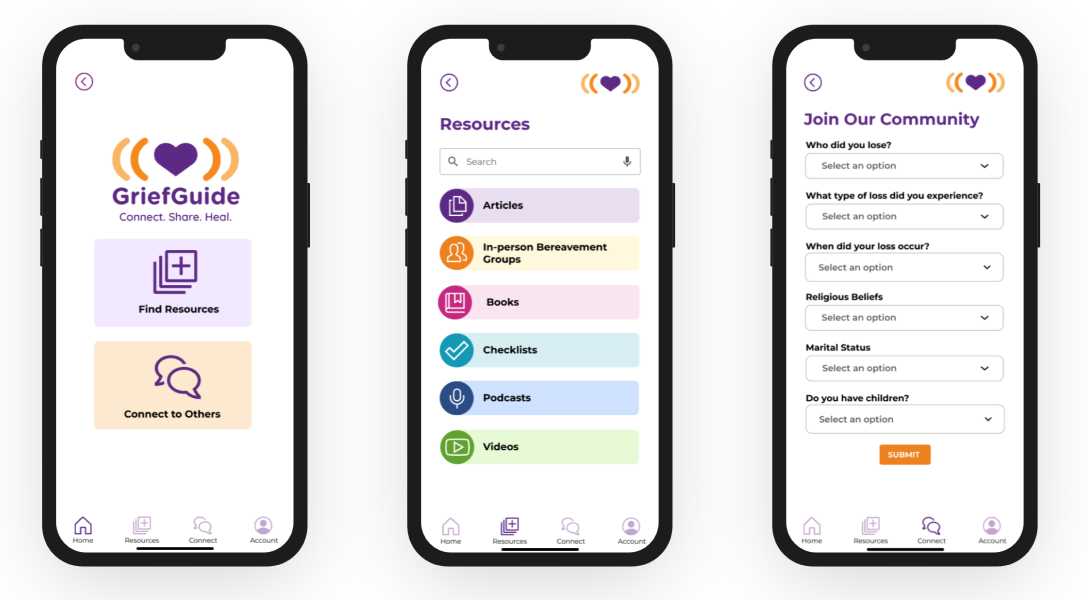 GriefGuide
Connect. Share. Heal.
Find Resources
Connect to Others
Home
Resources
Connect
Account
Resources
Search
Articles
In-person Bereavement
Groups
Books
Checklists
Podcasts
Videos
Home
Resources
Connect
Account
Join Our Community
Who did you lose?
Select an option
What type of loss did you experience?
Select an option
When did your loss occur?
Select an option
Religious Beliefs
Select an option
Marital Status
Select an option
Do you have children?
Select an option
SUBMIT
Home
Resources
Connect
Account